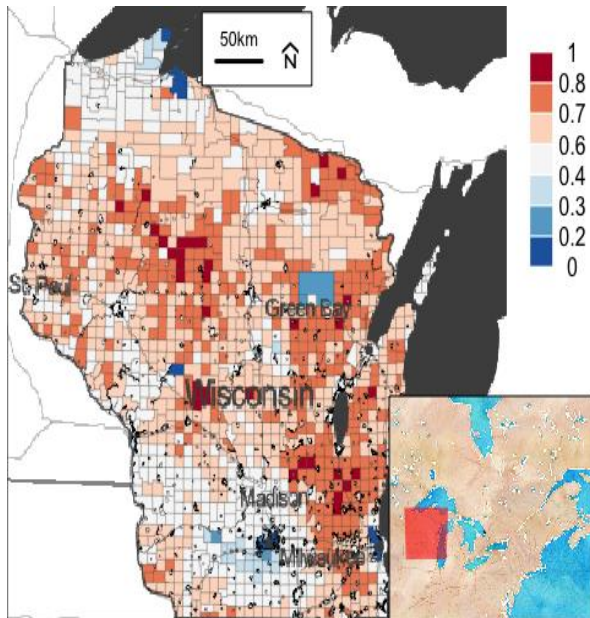 50km
N
1
0.8
0.7
0.6
0.4
0.3
0.2
0
St. Paul
Green Bay
Wisconsin
Madison
Milwaukee